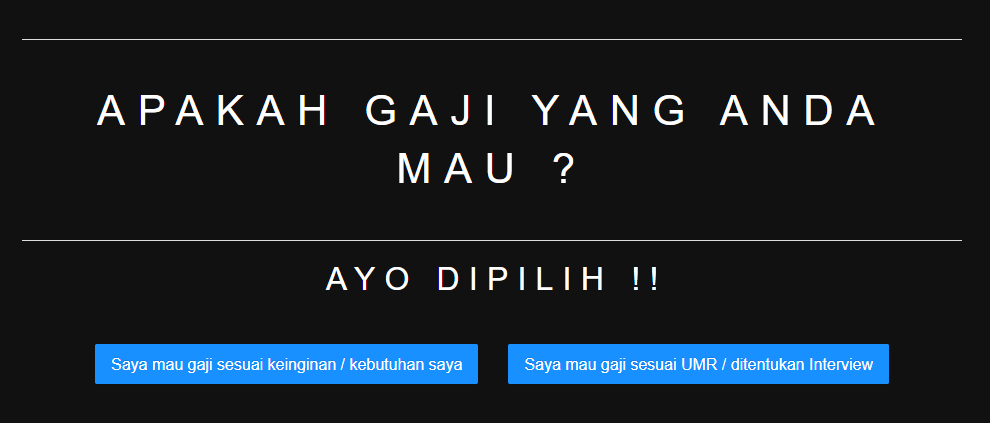 APAKAH GAJI YANG ANDA
MAU ?
AYO DIPILIH !!
Saya mau gaji sesuai keinginan / kebutuhan saya
Saya mau gaji sesuai UMR / ditentukan Interview